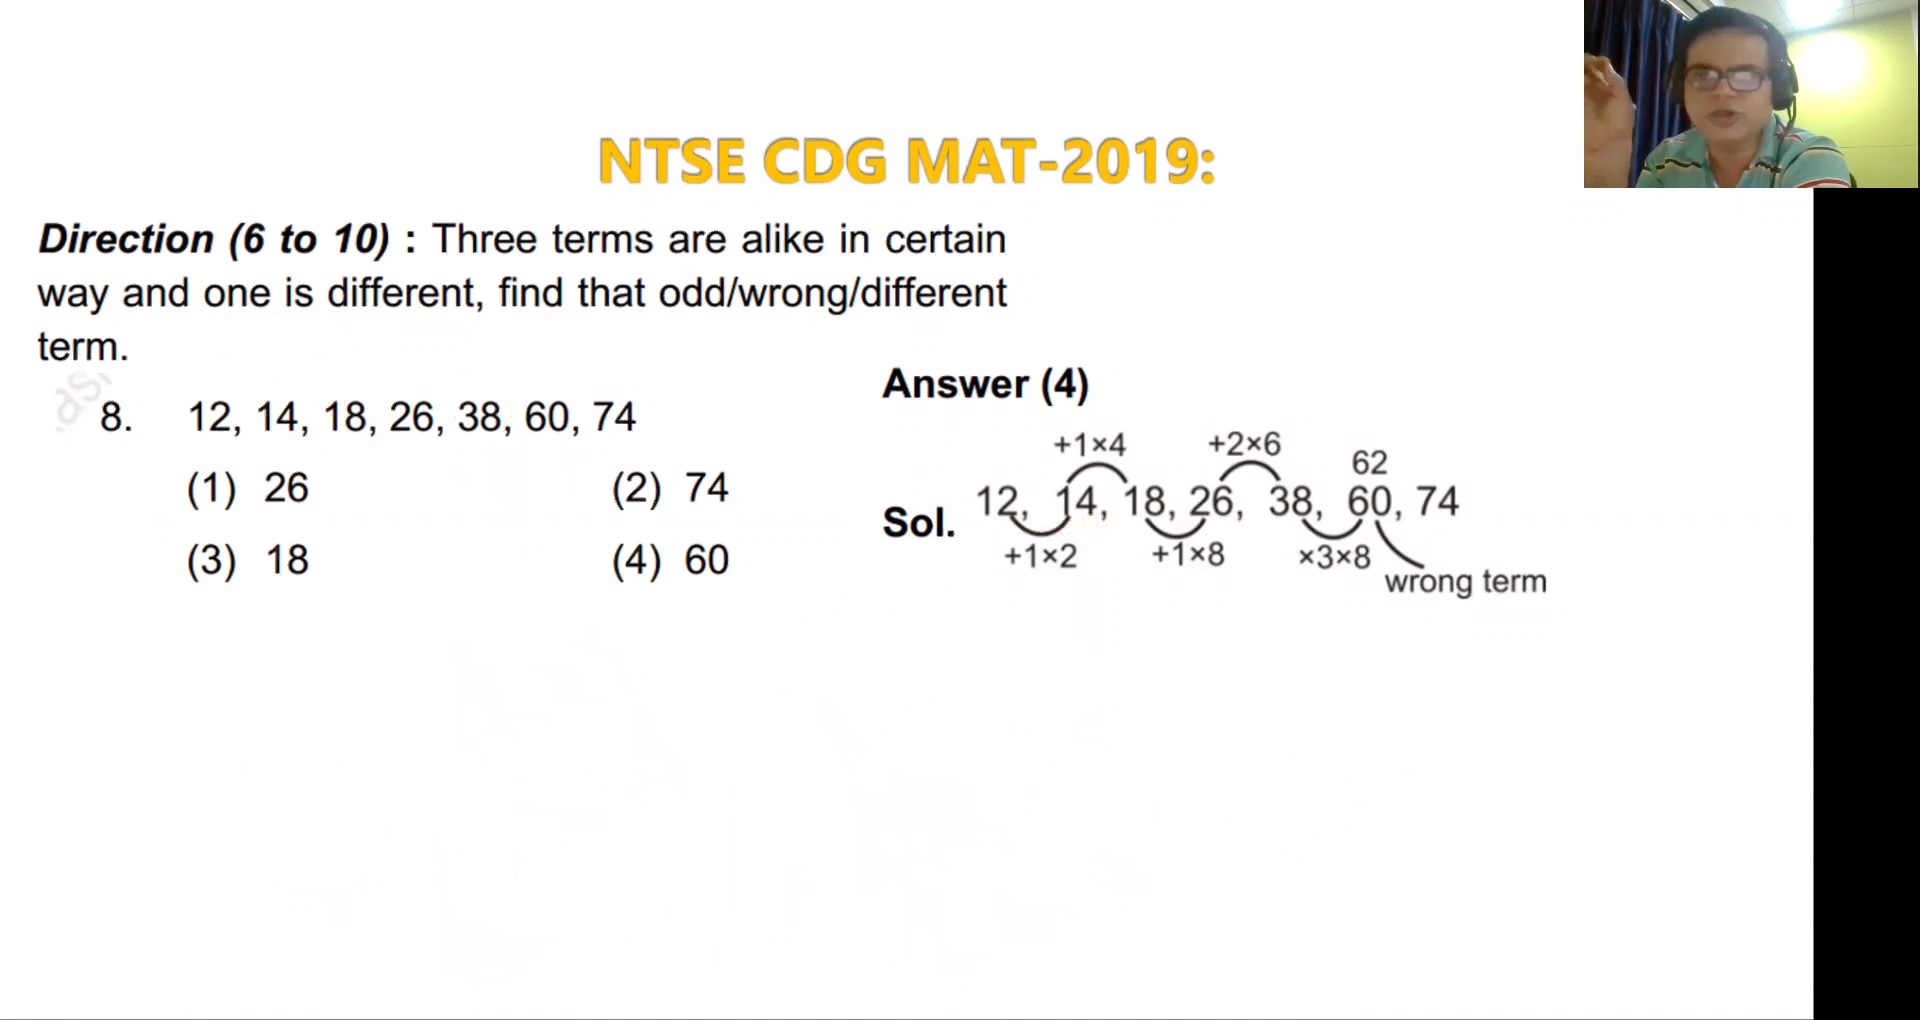 NTSE CDG MAT-2019:
Direction (6 to 10) : Three terms are alike in certain
way and one is different, find that odd/wrong/different
term.
8. 12, 14, 18, 26, 38, 60, 74
(1) 26 (2) 74
(3) 18 (4) 60
Answer (4)
+1×4 +2×6 62
Sol. 12, 14, 18, 26, 38, 60, 74
+1×2 +1×8 ×3×8
wrong term